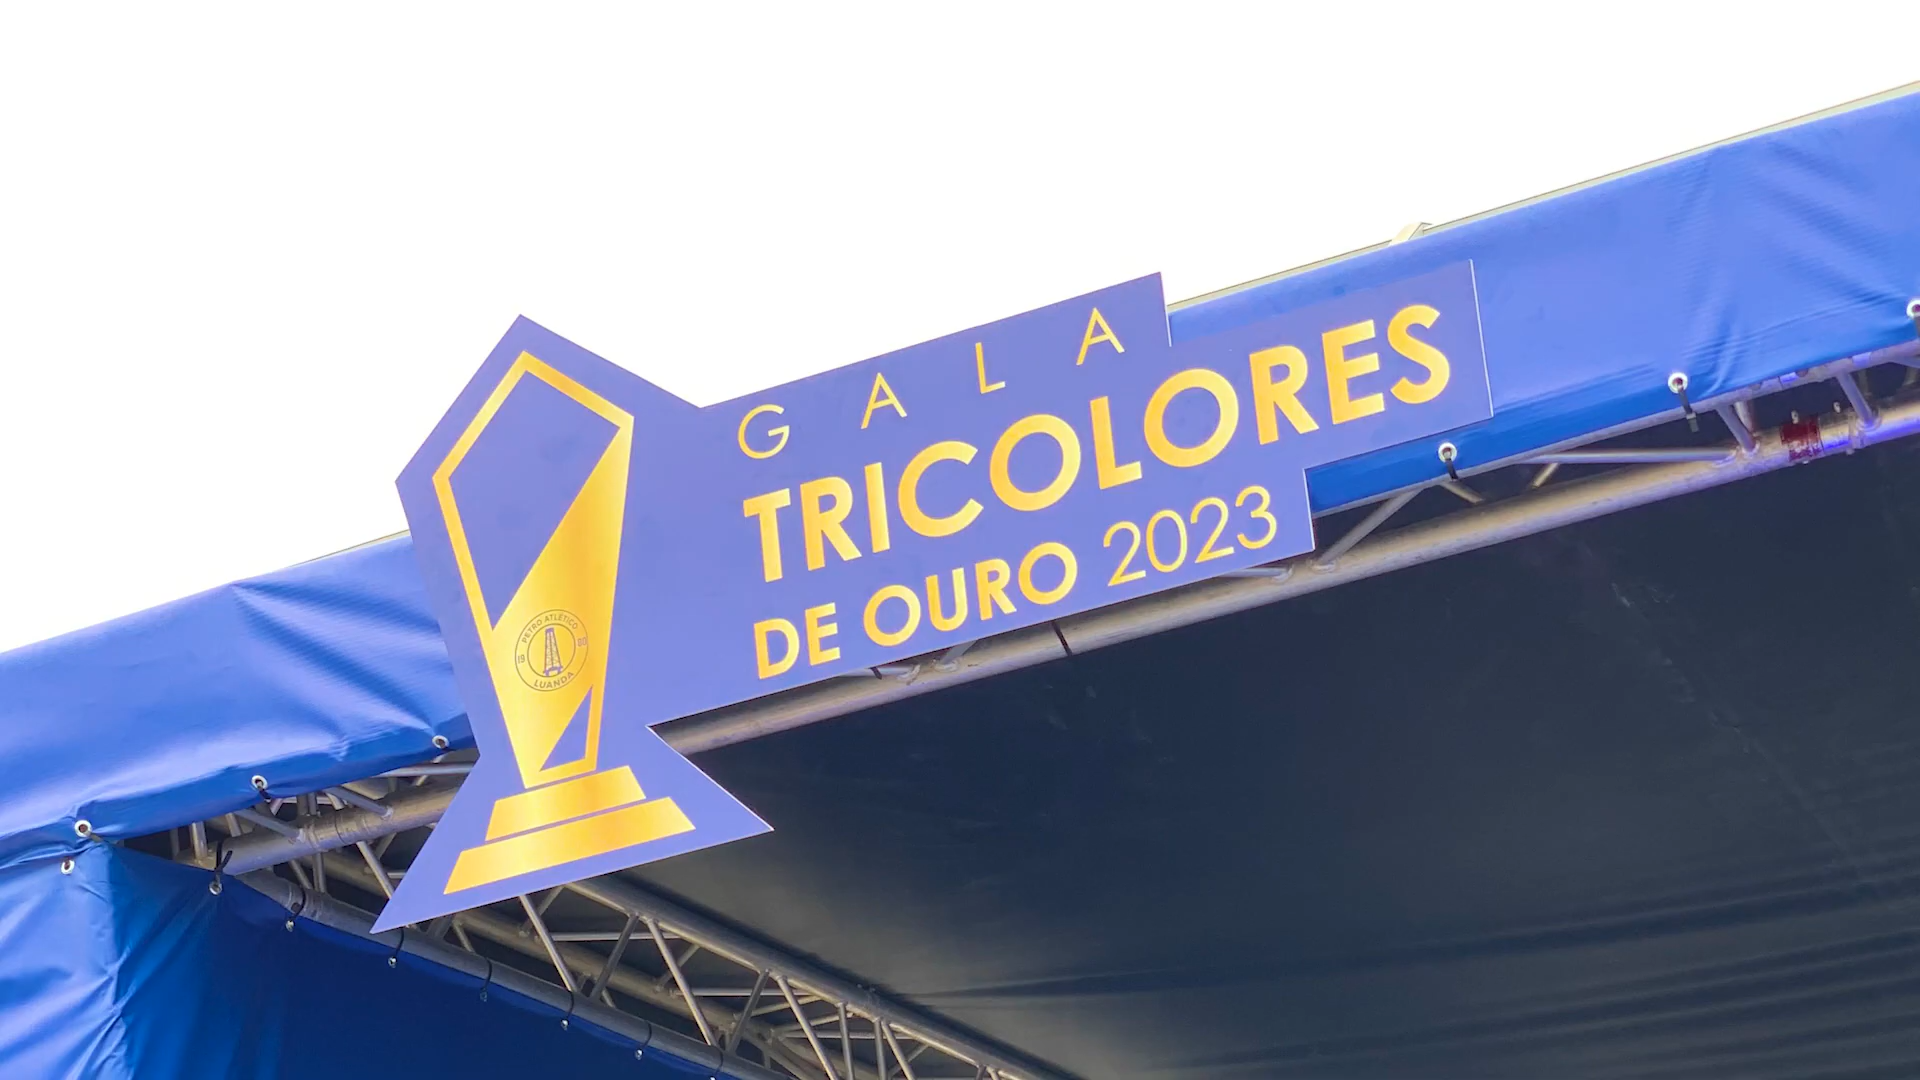 GALA
TRICOLORES
DE OURO 2023
PETRO ATLÉTICO
19 80
LUANDA